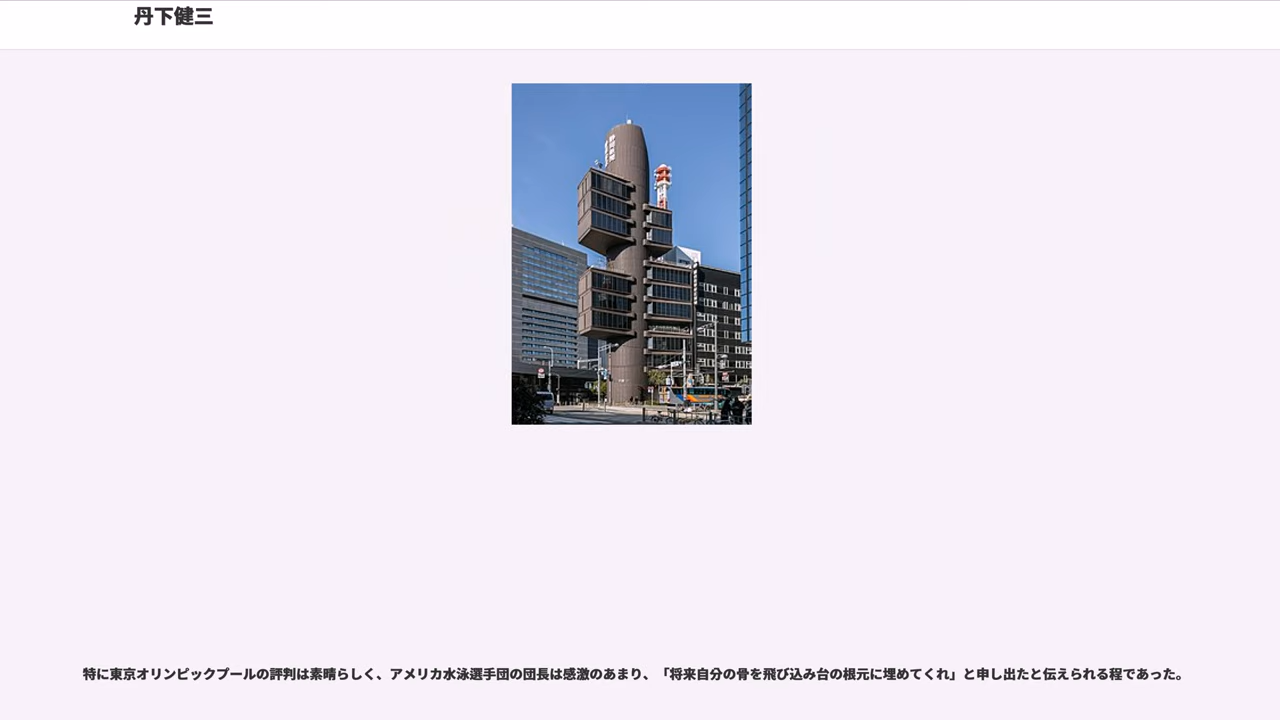 丹下健三
特に東京オリンピックプールの評判は素晴らしく、アメリカ水泳選手団の団長は感激のあまり、「将来自分の骨を飛び込み台の根元に埋めてくれ」と申し出たと伝えられる程であった。